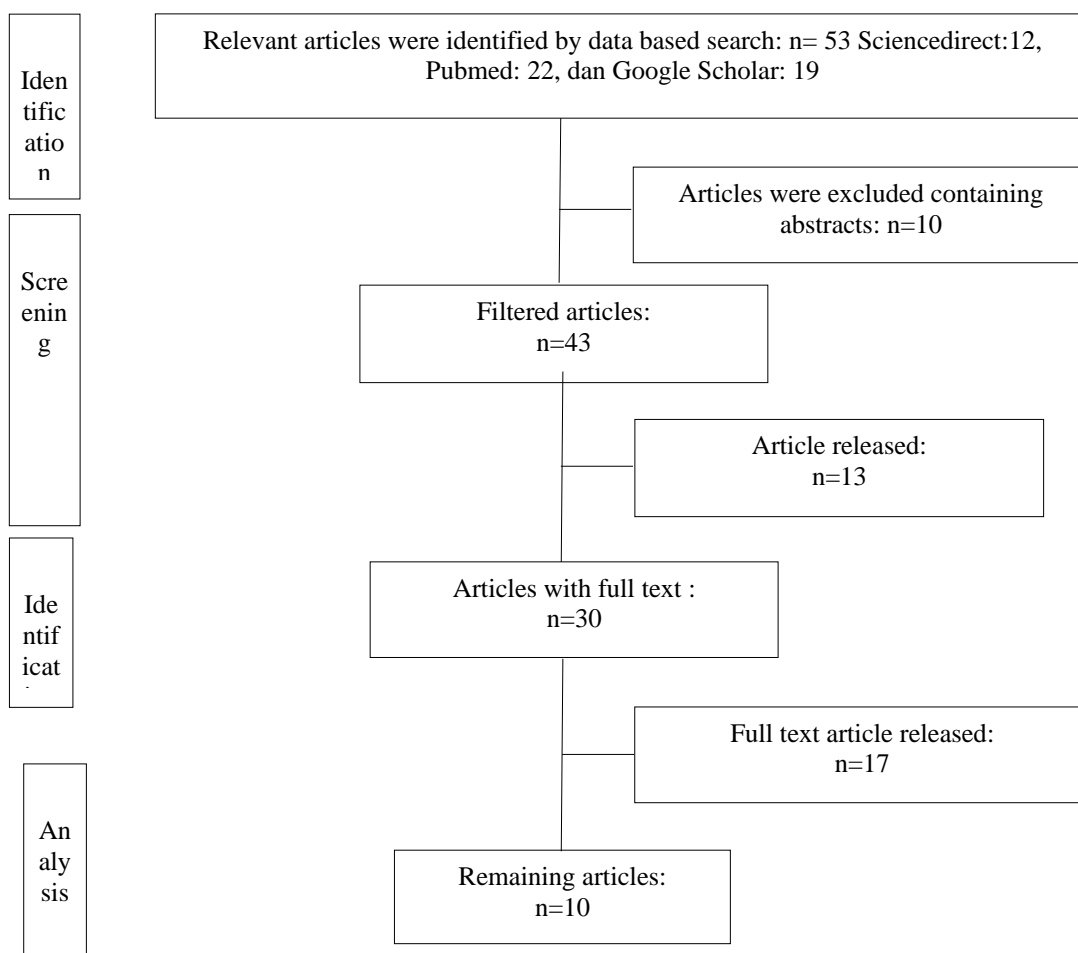 Relevant articles were identified by data based search: n= 53 Sciencedirect:12,
Pubmed: 22, dan Google Scholar: 19
Iden
tific
atio
n
Articles were excluded containing
abstracts: n=10
Scre
enin
g
Filtered articles:
n=43
Article released:
n=13
Articles with full text :
n=30
Ide
ntif
icat
Full text article released:
n=17
An
aly
sis
Remaining articles:
n=10